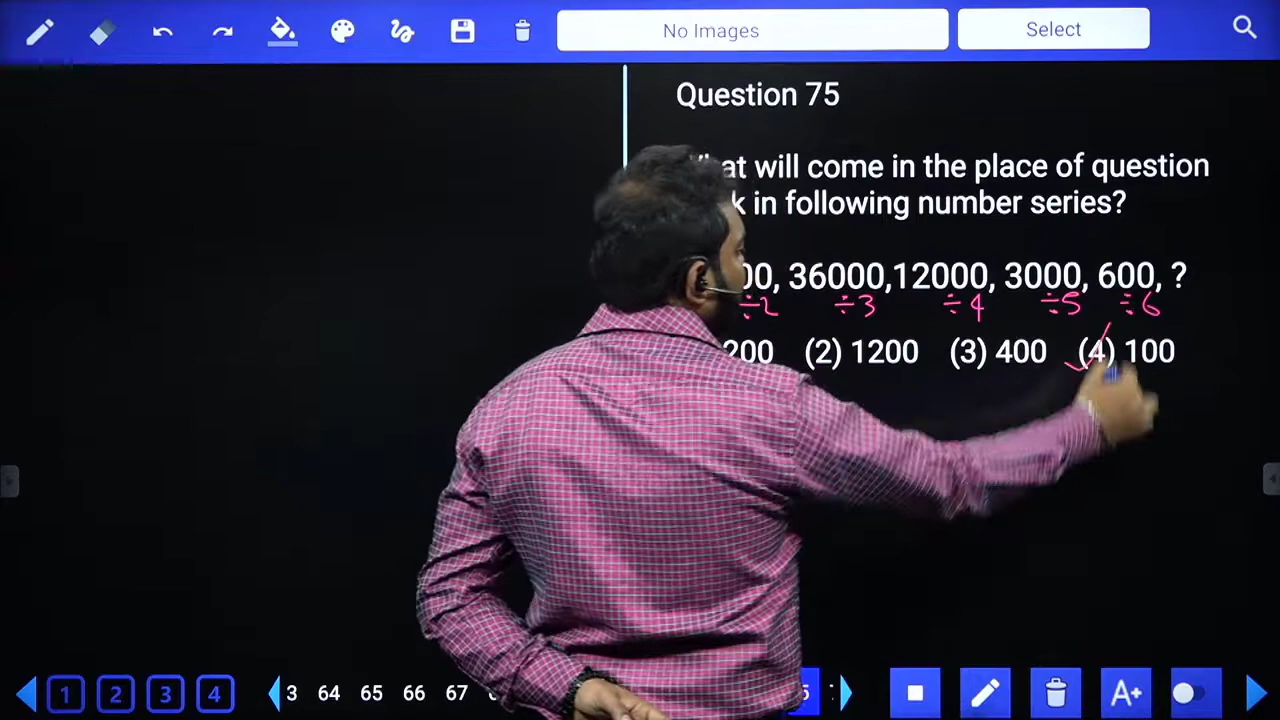 No Images Select
Question 75
will come in the place of question
in following number series?
36000,12000, 3000, 600, ?
÷2 ÷3 ÷4 ÷5 ÷6
200 (2) 1200 (3) 400 (4) 100
1 2 3 4 3 64 65 66 67 A+